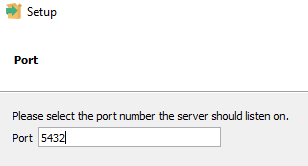 Setup
Port
Please select the port number the server should listen on.
Port 5432